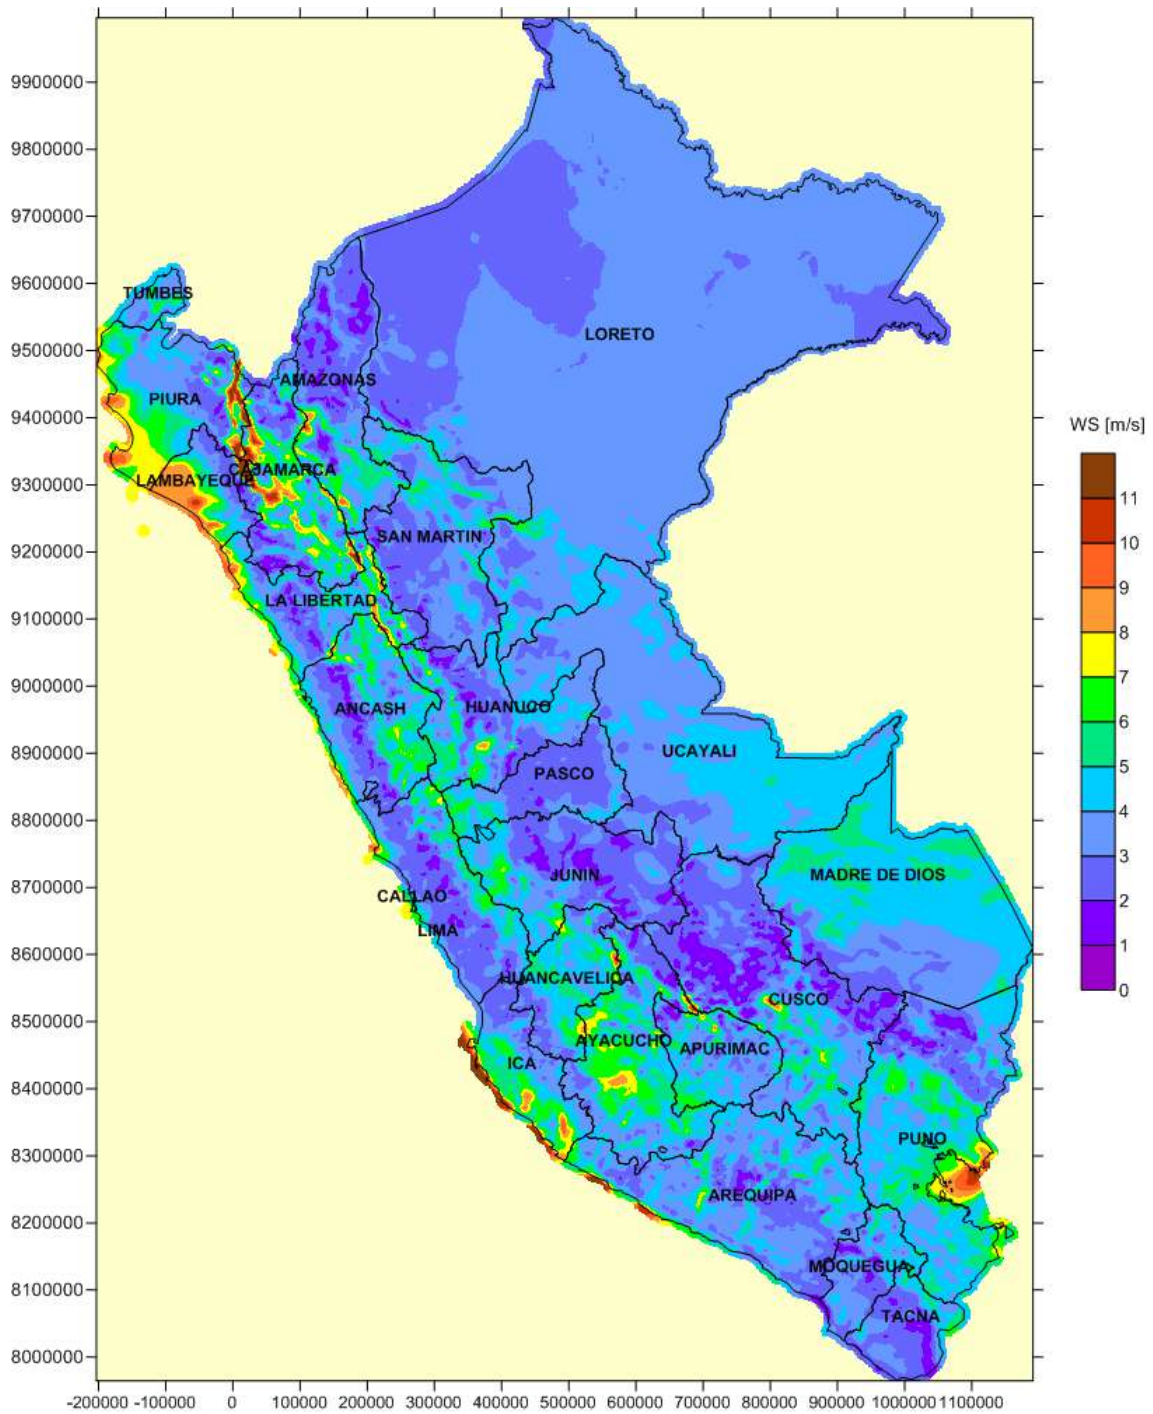 9900000
9800000
9700000
9600000
TUMBES
LORETO
9500000
AMAZONAS
PIURA
9400000
WS [m/s]
CAJAMARCA
LAMBAYEQUE
9300000
11
SAN MARTIN
10
9200000
9
LA LIBERTAD
8
9100000
7
9000000
ANCASH
HUANUCO
6
UCAYALI
8900000
5
PASCO
4
8800000
3
JUNIN
MADRE DE DIOS
8700000
CALLAO
2
LIMA
1
8600000
HUANCAVELICA
0
CUSCO
8500000
AYACUCHO
APURIMAC
ICA
8400000
PUNO
8300000
AREQUIPA
8200000
MOQUEGUA
8100000
TACNA
8000000
-200000 -100000 0 100000 200000 300000 400000 500000 600000 700000 800000 900000 1000000 1100000